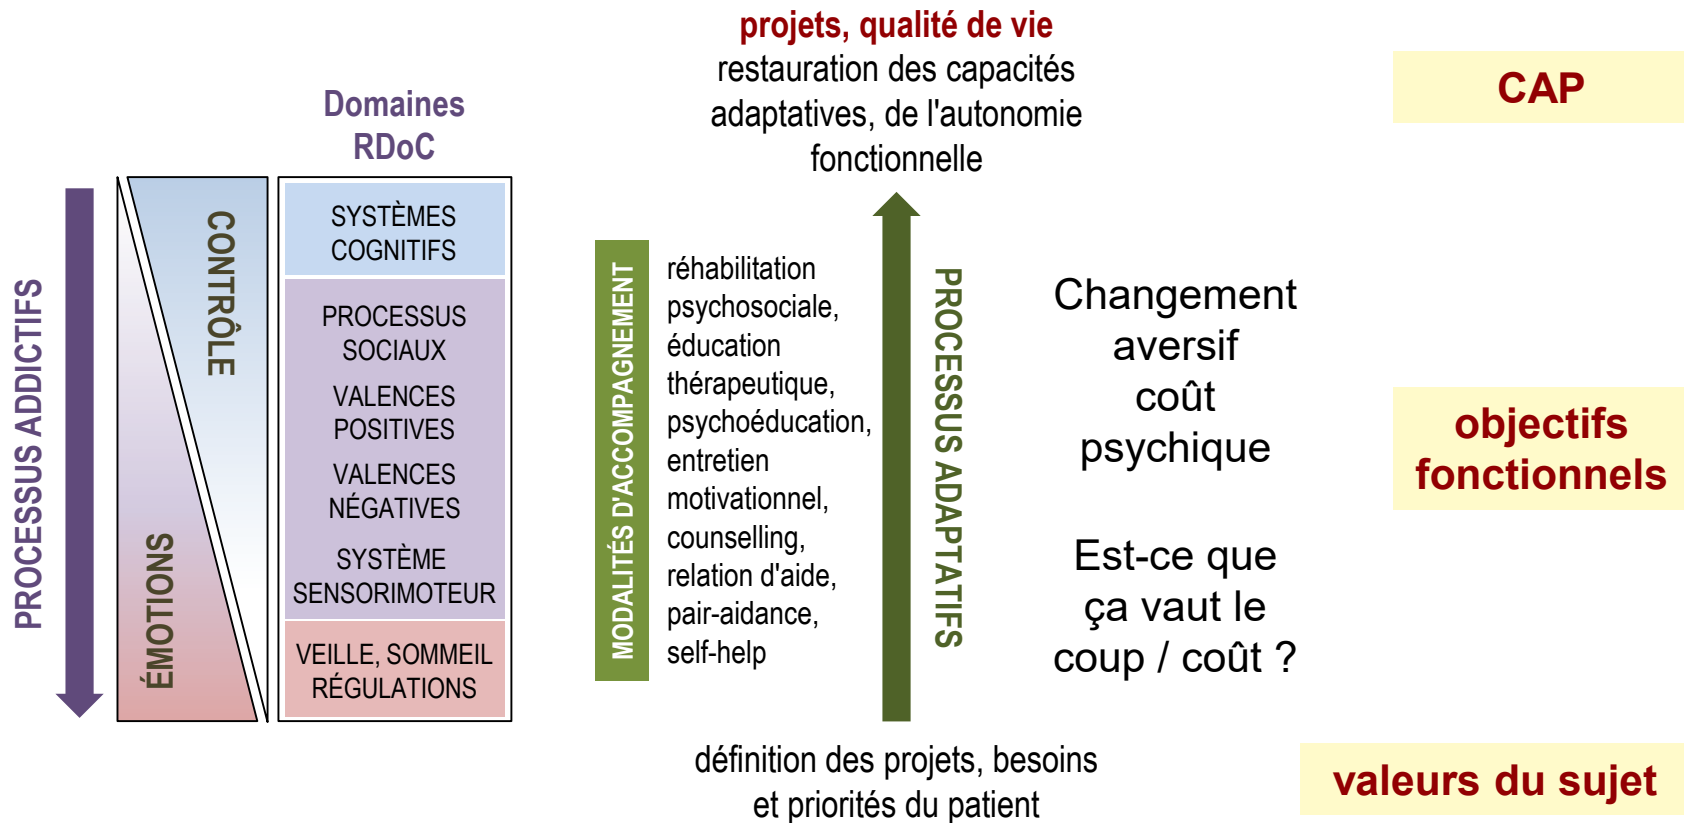 PROCESSUS ADDICTIFS
ÉMOTIONS
CONTRÔLE
Domaines
RDoC
SYSTÈMES
COGNITIFS
PROCESSUS
SOCIAUX
VALENCES
POSITIVES
VALENCES
NÉGATIVES
SYSTÈME
SENSORIMOTEUR
VEILLE, SOMMEIL
RÉGULATIONS
projets, qualité de vie
restauration des capacités
adaptatives, de l'autonomie
fonctionnelle
MODALITÉS D'ACCOMPAGNEMENT
réhabilitation
psychosociale,
éducation
thérapeutique,
psychoéducation,
entretien
motivationnel,
counselling,
relation d'aide,
pair-aidance,
self-help
PROCESSUS ADAPTATIFS
définition des projets, besoins
et priorités du patient
Changement
aversif
coût
psychique
Est-ce que
ça vaut le
coup / coût ?
CAP
objectifs
fonctionnels
valeurs du sujet